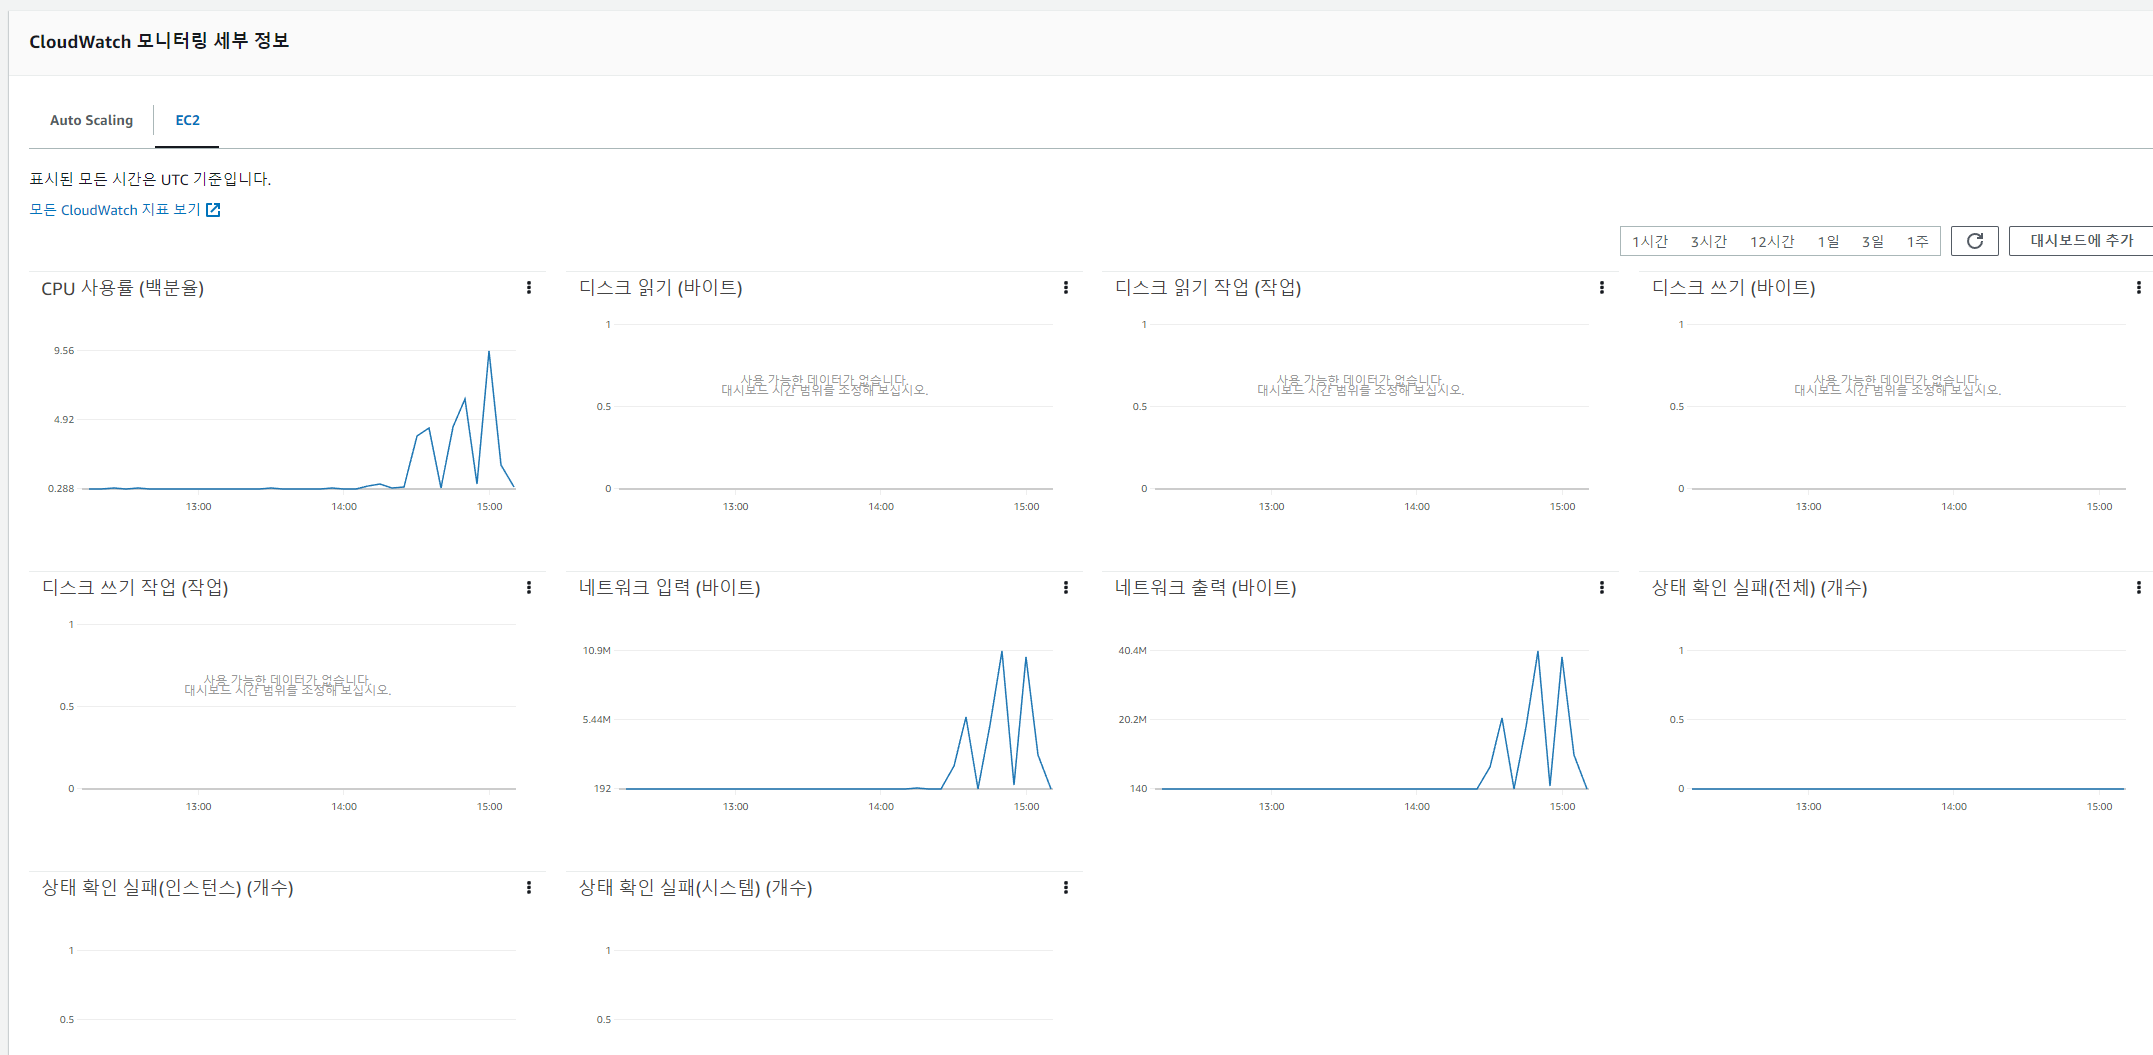 CloudWatch 모니터링 세부 정보
Auto Scaling
EC2
표시된 모든 시간은 UTC 기준입니다.
모든 CloudWatch 지표 보기
1시간 3시간 12시간 1일 3일 1주
대시보드에 추가
CPU 사용률 (백분율)
9.56
4.92
0.288
13:00 14:00 15:00
디스크 읽기 (바이트)
1
사용 가능한 데이터가 없습니다.
대시보드 시간 범위를 조정해 보십시오.
0.5
0
13:00 14:00 15:00
디스크 읽기 작업 (작업)
1
사용 가능한 데이터가 없습니다.
대시보드 시간 범위를 조정해 보십시오.
0.5
0
13:00 14:00 15:00
디스크 쓰기 (바이트)
1
사용 가능한 데이터가 없습니다.
대시보드 시간 범위를 조정해 보십시오.
0.5
0
13:00 14:00 15:00
디스크 쓰기 작업 (작업)
1
사용 가능한 데이터가 없습니다.
대시보드 시간 범위를 조정해 보십시오.
0.5
0
13:00 14:00 15:00
네트워크 입력 (바이트)
10.9M
5.44M
192
13:00 14:00 15:00
네트워크 출력 (바이트)
40.4M
20.2M
140
13:00 14:00 15:00
상태 확인 실패(전체) (개수)
1
0.5
0
13:00 14:00 15:00
상태 확인 실패(인스턴스) (개수)
1
0.5
상태 확인 실패(시스템) (개수)
1
0.5